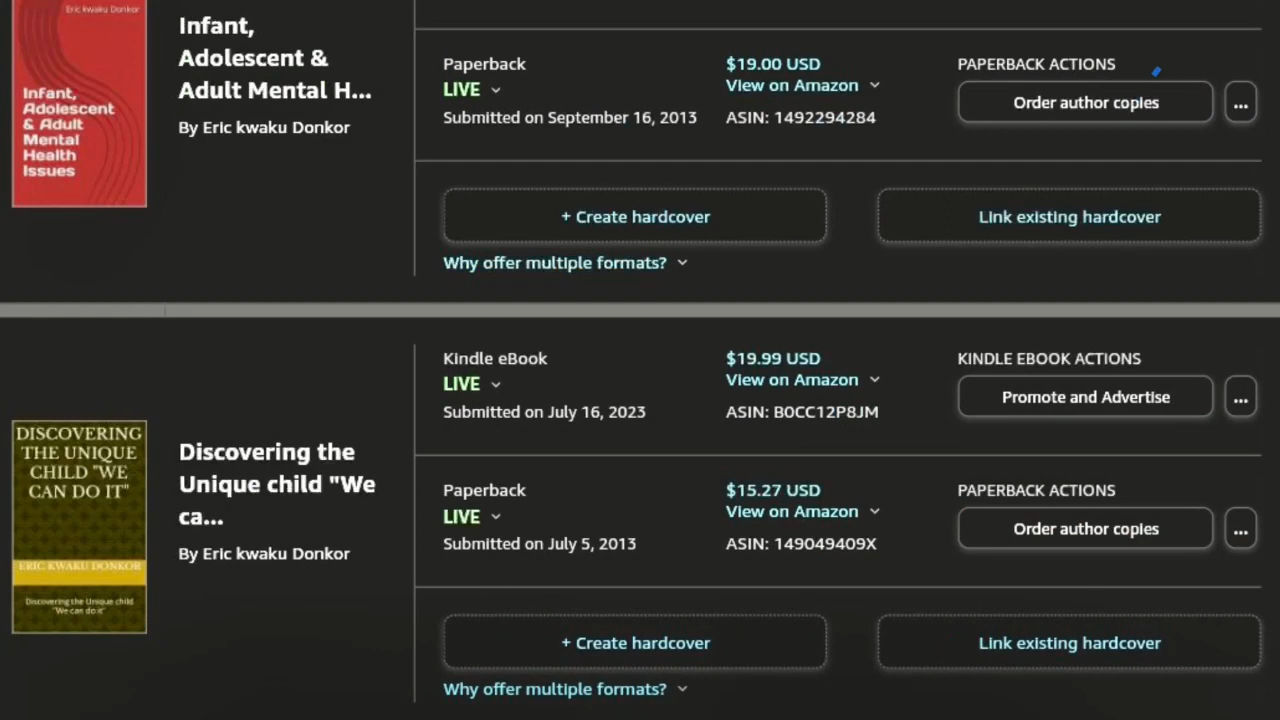 Eric kwaku Donkor
Infant,
Adolescent
& Adult
Mental
Health
Issues
Infant,
Adolescent &
Adult Mental H...
By Eric kwaku Donkor
Paperback
LIVE
Submitted on September 16, 2013
$19.00 USD
View on Amazon
ASIN: 1492294284
PAPERBACK ACTIONS
Order author copies
...
+ Create hardcover
Link existing hardcover
Why offer multiple formats?
DISCOVERING
THE UNIQUE
CHILD "WE
CAN DO IT"
ERIC KWAKU DONKOR
Discovering the Unique child
"We can do it"
Discovering the
Unique child "We
ca...
By Eric kwaku Donkor
Kindle eBook
LIVE
Submitted on July 16, 2023
$19.99 USD
View on Amazon
ASIN: B0CC12P8JM
KINDLE EBOOK ACTIONS
Promote and Advertise
...
Paperback
LIVE
Submitted on July 5, 2013
$15.27 USD
View on Amazon
ASIN: 149049409X
PAPERBACK ACTIONS
Order author copies
...
+ Create hardcover
Link existing hardcover
Why offer multiple formats?